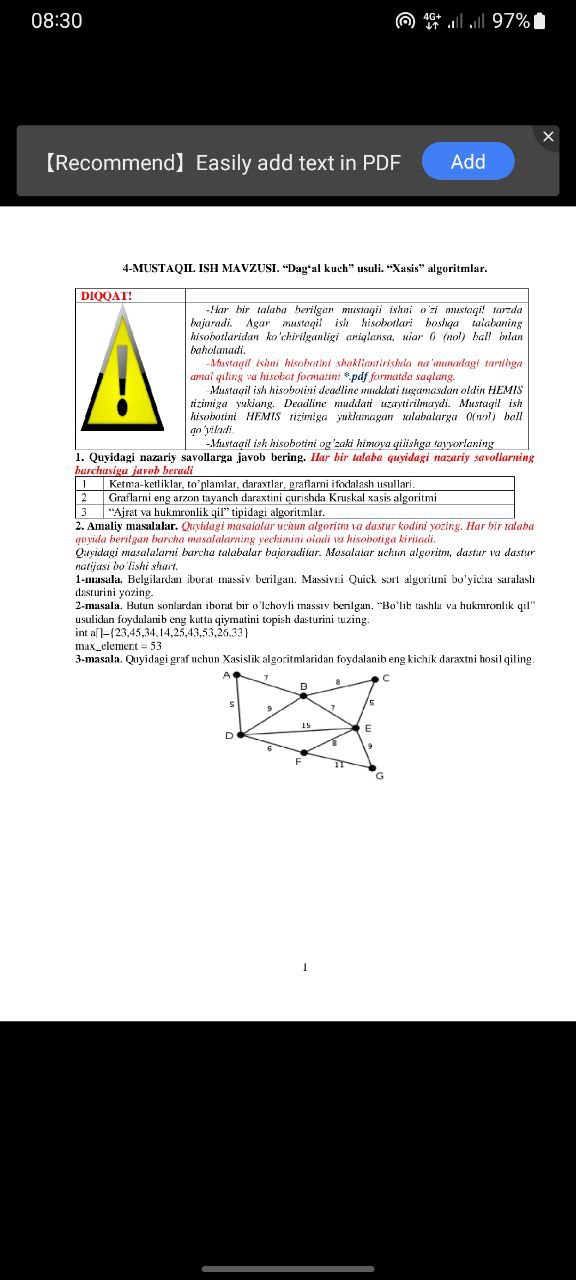 08:30
4G+
97%
【Recommend】 Easily add text in PDF
Add
4-MUSTAQIL ISH MAVZUSI. “Dag‘al kuch” usuli. “Xasis” algoritmlar.
DIQQAT!
-Har bir talaba berilgan mustaqil ishni o’zi mustaqil tarzda
bajaradi. Agar mustaqil ish hisobotlari boshqa talabaning
hisobotlaridan ko’chirilganligi aniqlansa, ular 0 (nol) ball bilan
baholanadi.
-Mustaqil ishni hisobotini shakllantirishda na’munadagi tartibga
amal qiling va hisobot formatini *.pdf formatda saqlang.
-Mustaqil ish hisobotini deadline muddati tugamasdan oldin HEMIS
tizimiga yuklang. Deadline muddati uzaytirilmaydi. Mustaqil ish
hisobotini HEMIS tizimiga yuklamagan talabalarga 0(nol) ball
qo’yiladi.
-Mustaqil ish hisobotini og’zaki himoya qilishga tayyorlaning
1. Quyidagi nazariy savollarga javob bering. Har bir talaba quyidagi nazariy savollarning
barchasiga javob beradi
1 Ketma-ketliklar, to’plamlar, daraxtlar, graflarni ifodalash usullari.
2 Graflarni eng arzon tayanch daraxtini qurishda Kruskal xasis algoritmi
3 “Ajrat va hukmronlik qil” tipidagi algoritmlar.
2. Amaliy masalalar. Quyidagi masalalar uchun algoritm va dastur kodini yozing. Har bir talaba
quyida berilgan barcha masalalarning yechimini oladi va hisobotiga kiritadi.
Quyidagi masalalarni barcha talabalar bajaradilar. Masalalar uchun algoritm, dastur va dastur
natijasi bo’lishi shart.
1-masala. Belgilardan iborat massiv berilgan. Massivni Quick sort algoritmi bo’yicha saralash
dasturini yozing.
2-masala. Butun sonlardan iborat bir o’lchovli massiv berilgan. “Bo’lib tashla va hukmronlik qil”
usulidan foydalanib eng katta qiymatini topish dasturini tuzing.
int a[]={23,45,34,14,25,43,53,26,33}
max_element = 53
3-masala. Quyidagi graf uchun Xasislik algoritmlaridan foydalanib eng kichik daraxtni hosil qiling.
A 7 B 8 C
5 9 7 5
D 15 E
6 F 8 9
11 G
1